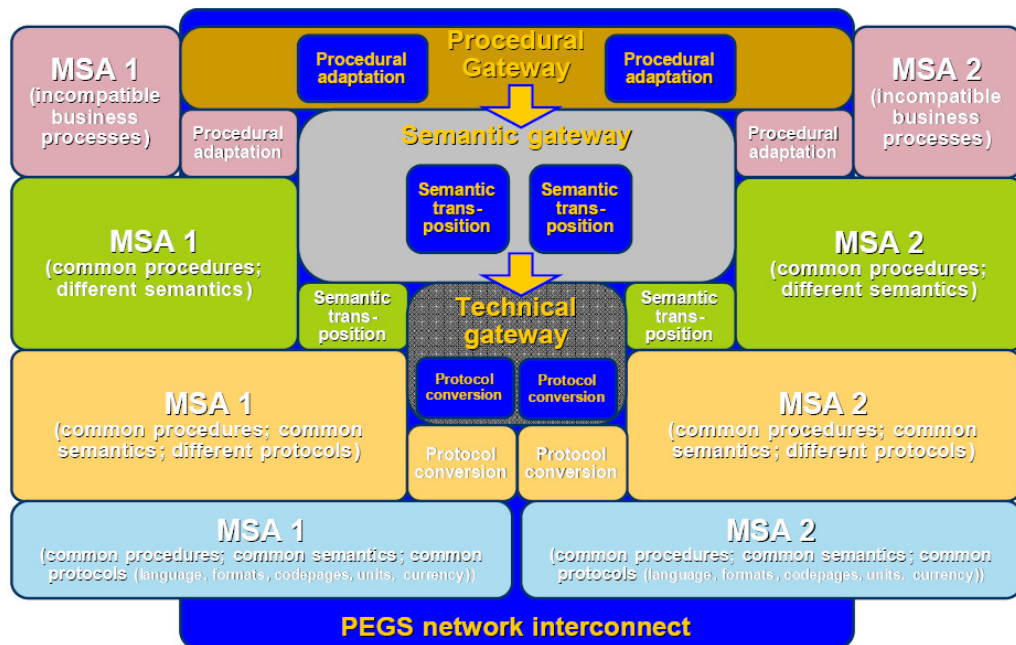 Procedural
Gateway
Procedural
adaptation
Procedural
adaptation
MSA 1
(incompatible
business
processes)
MSA 2
(incompatible
business
processes)
Procedural
adaptation
Procedural
adaptation
Semantic gateway
Semantic
trans-
position
Semantic
trans-
position
MSA 1
(common procedures;
different semantics)
MSA 2
(common procedures;
different semantics)
Semantic
trans-
position
Semantic
trans-
position
Technical
gateway
Protocol
conversion
Protocol
conversion
MSA 1
(common procedures; common
semantics; different protocols)
MSA 2
(common procedures; common
semantics; different protocols)
Protocol
conversion
Protocol
conversion
MSA 1
(common procedures; common semantics; common
protocols (language, formats, codepages, units, currency))
MSA 2
(common procedures; common semantics; common
protocols (language, formats, codepages, units, currency))
PEGS network interconnect